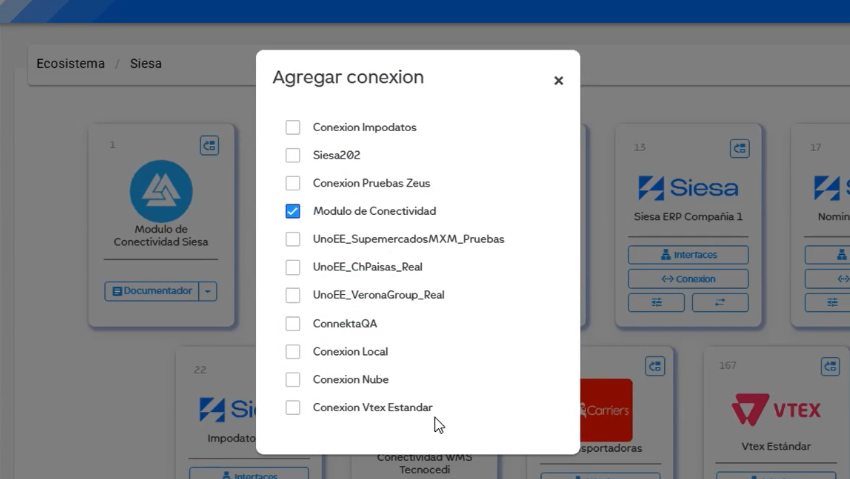 Ecosistema / Siesa
Agregar conexion
×
Conexion Impodatos
Siesa202
Conexion Pruebas Zeus
Modulo de Conectividad
UnoEE_SupemercadosMXM_Pruebas
UnoEE_ChPaisas_Real
UnoEE_VeronaGroup_Real
ConnektaQA
Conexion Local
Conexion Nube
Conexion Vtex Estandar
1
Modulo de
Conectividad Siesa
Documentador
13
Siesa
Siesa ERP Compañia 1
Interfaces
Conexion
17
Nomin
22
Si
Impodato
Interfaces
Conectividad WMS
Tecnocedi
Carriers
sportadoras
167
VTEX
Vtex Estándar